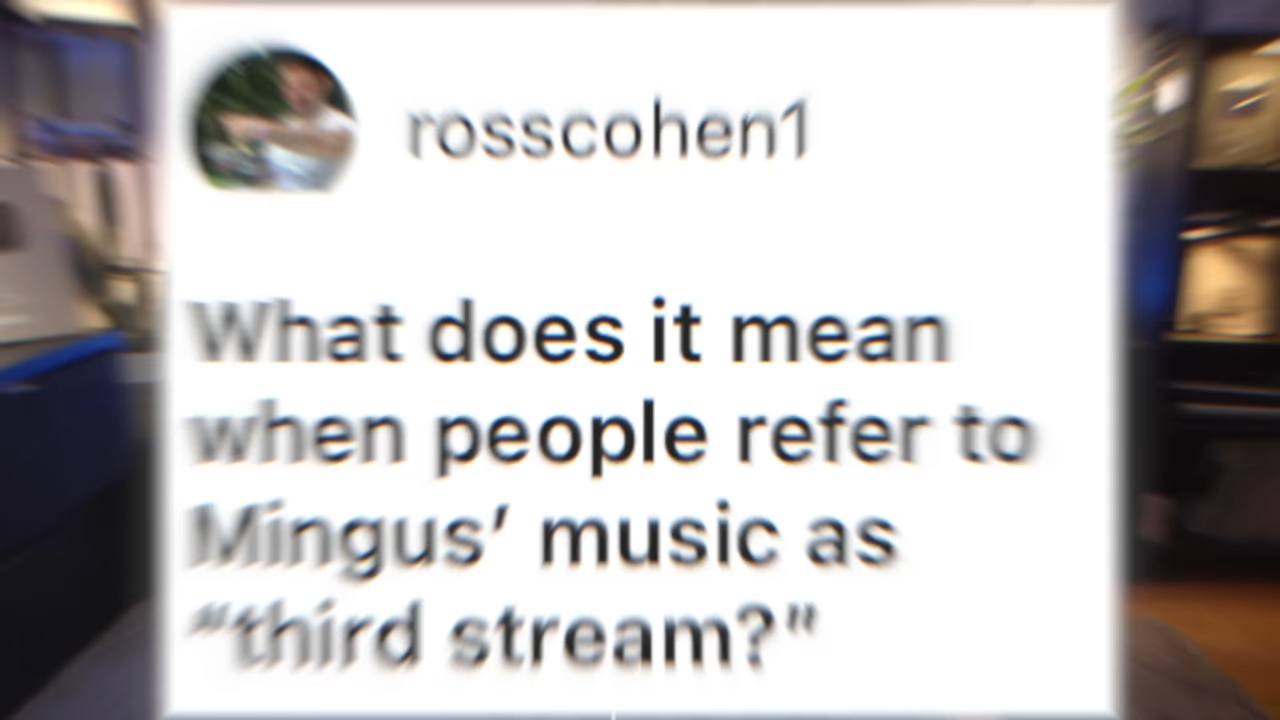 rosscohen1
What does it mean
when people refer to
Mingus’ music as
“third stream?”